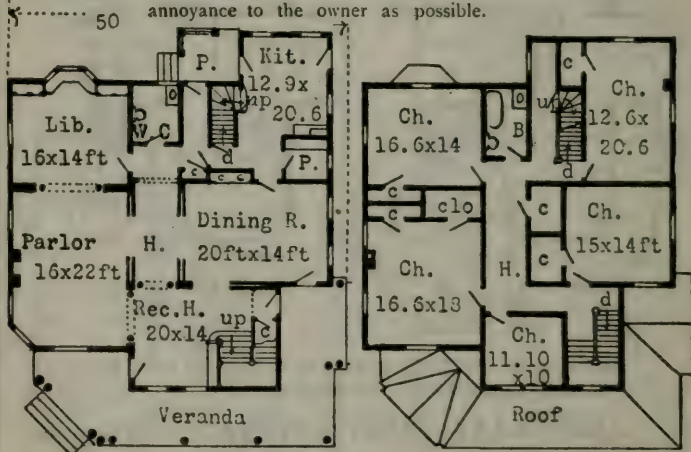 annoyance to the owner as possible.
50
P.
Kit.
12.9x
20.6
up
W.C
Lib.
16x14ft
d
P.
c
c c
Parlor
16x22ft
H.
Dining R.
20ftx14ft
Rec.H.
20x14
up
c
Veranda
Ch.
16.6x14
B
u
c
Ch.
12.6x
20.6
d
c
c
clo
c
c
Ch.
15x14ft
Ch.
16.6x13
H.
d
Ch.
11.10
x10
Roof